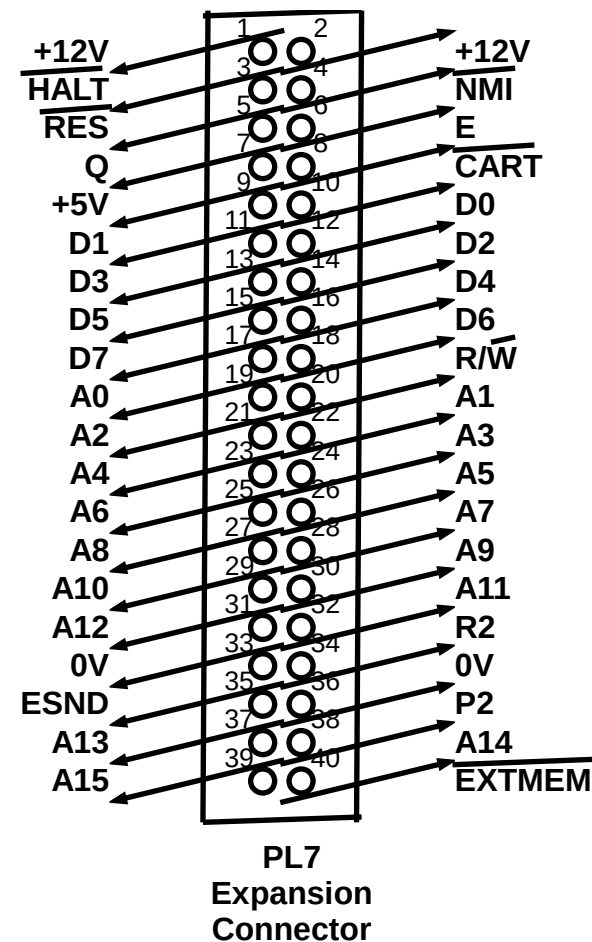 1 2
+12V +12V
3 4
HALT NMI
5 6
RES E
7 8
Q CART
9 10
+5V D0
11 12
D1 D2
13 14
D3 D4
15 16
D5 D6
17 18
D7 R/W
19 20
A0 A1
21 22
A2 A3
23 24
A4 A5
25 26
A6 A7
27 28
A8 A9
29 30
A10 A11
31 32
A12 R2
33 34
0V 0V
35 36
ESND P2
37 38
A13 A14
39 40
A15 EXTMEM
PL7
Expansion
Connector